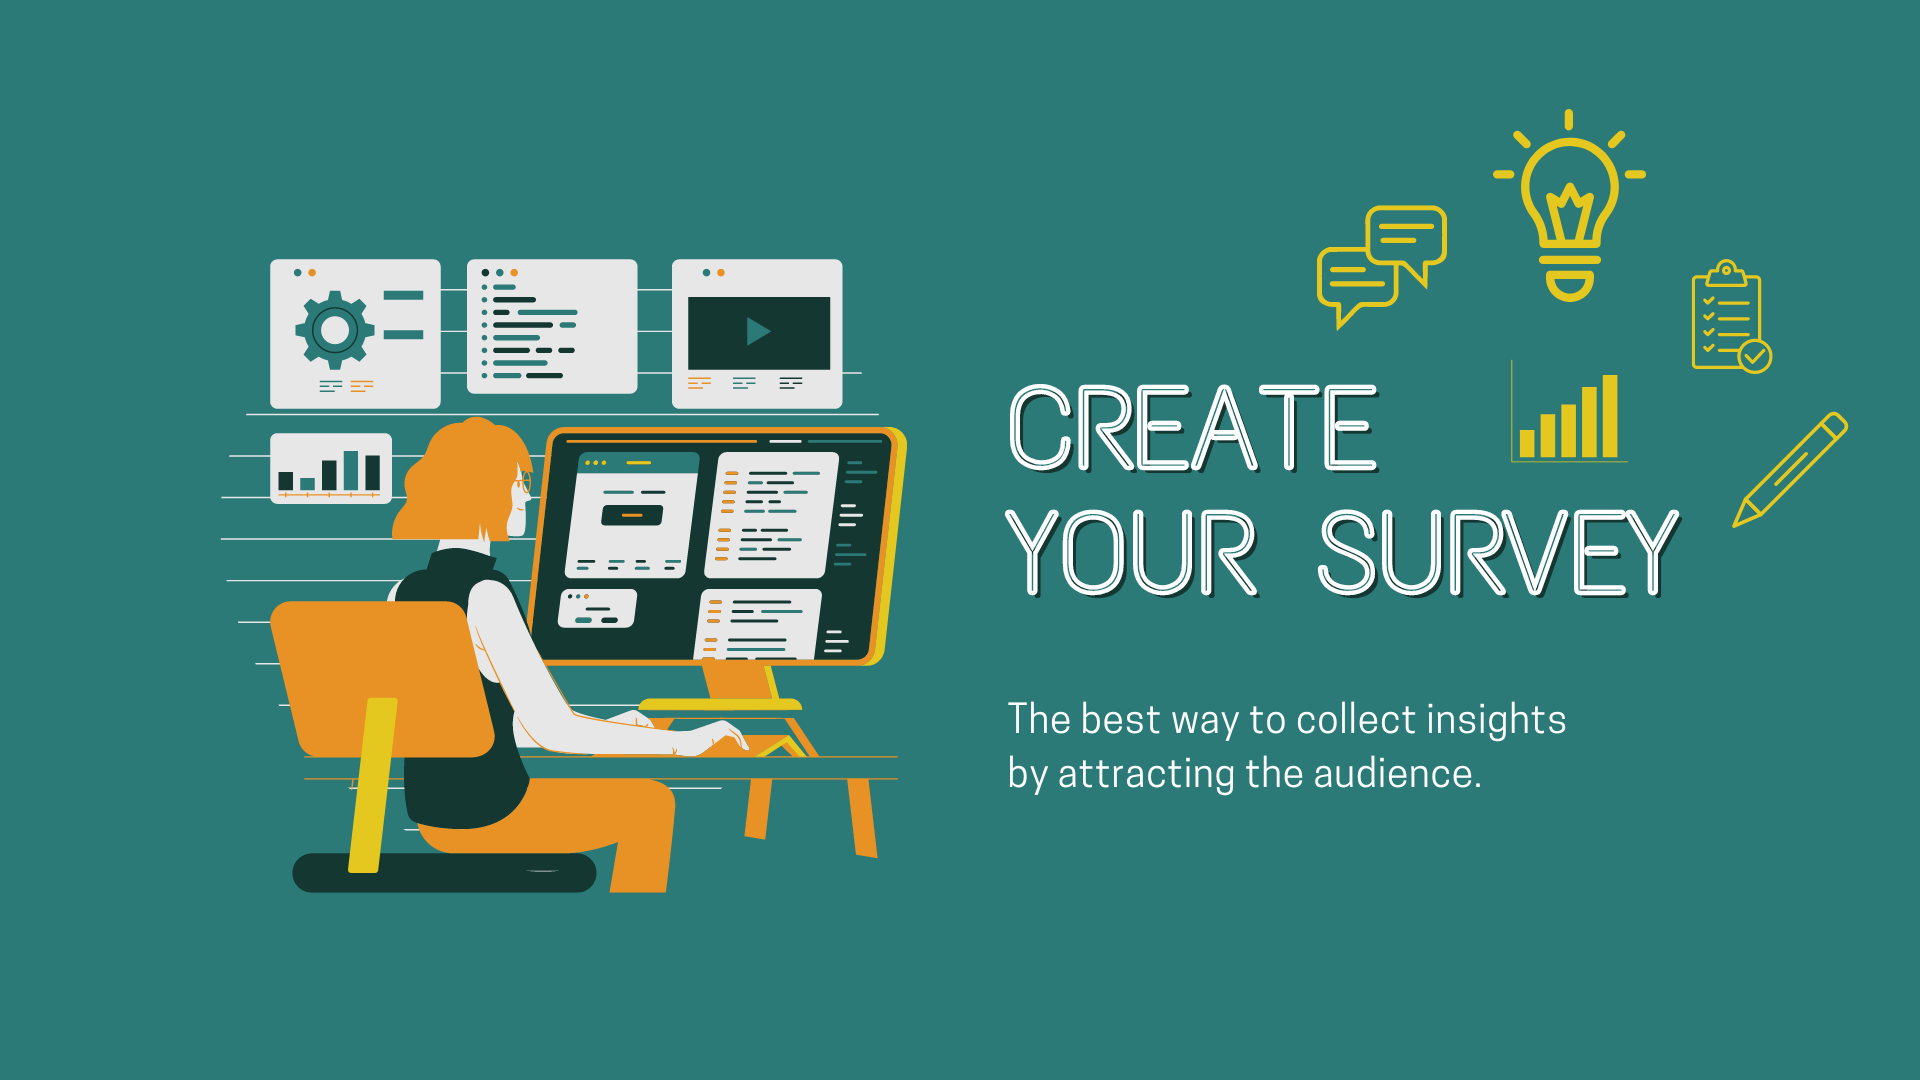 CREATE
YOUR SURVEY
The best way to collect insights
by attracting the audience.